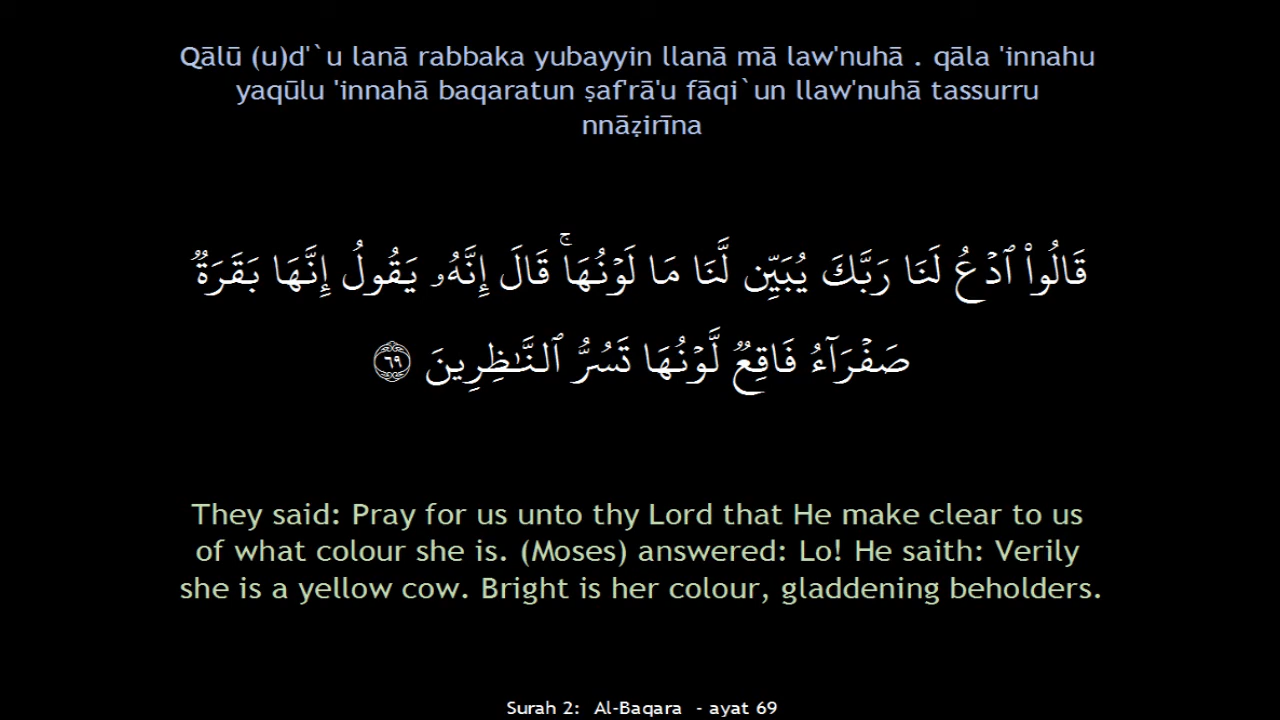 Qālū (u)d'`u lanā rabbaka yubayyin llanā mā law'nuhā . qāla 'innahu
yaqūlu 'innahā baqaratun ṣaf'rā'u fāqi`un llaw'nuhā tassurru
nnāẓirīna
قَالُوا۟ ٱدْعُ لَنَا رَبَّكَ يُبَيِّن لَّنَا مَا لَوْنُهَا ۚ قَالَ إِنَّهُۥ يَقُولُ إِنَّهَا بَقَرَةٌ
صَفْرَآءُ فَاقِعٌ لَّوْنُهَا تَسُرُّ ٱلنَّـٰظِرِينَ ٦٩
They said: Pray for us unto thy Lord that He make clear to us
of what colour she is. (Moses) answered: Lo! He saith: Verily
she is a yellow cow. Bright is her colour, gladdening beholders.
Surah 2: Al-Baqara - ayat 69